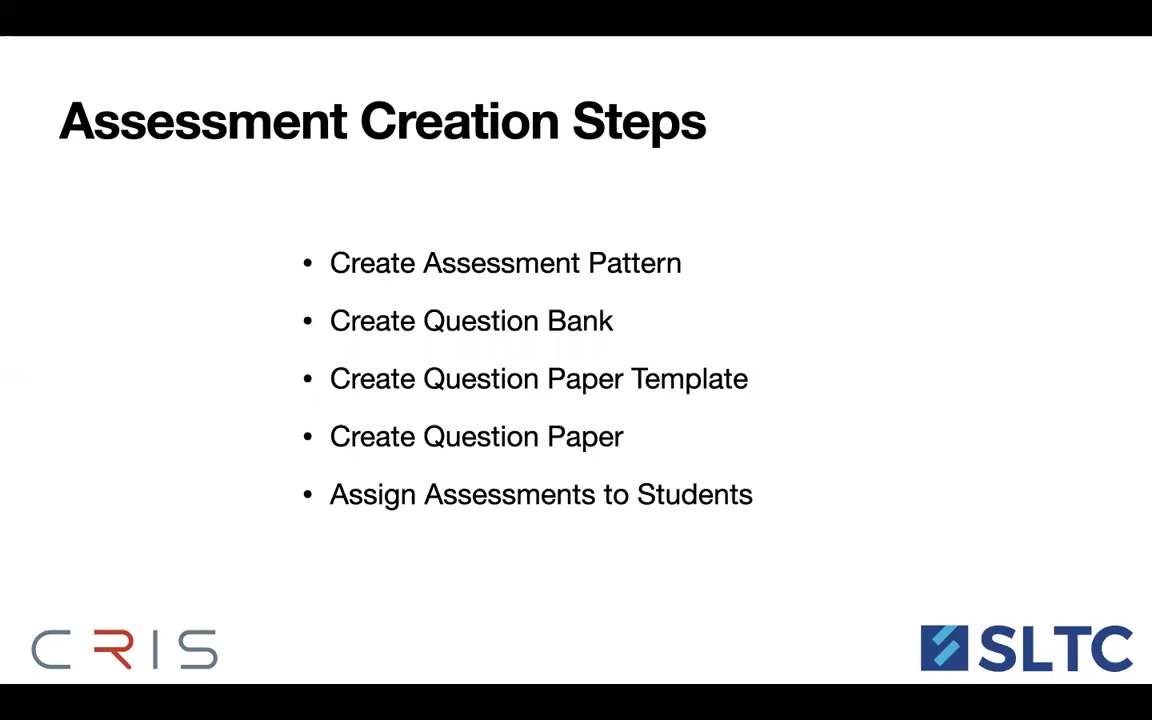 Assessment Creation Steps
• Create Assessment Pattern
• Create Question Bank
• Create Question Paper Template
• Create Question Paper
• Assign Assessments to Students
CRIS
SLTC